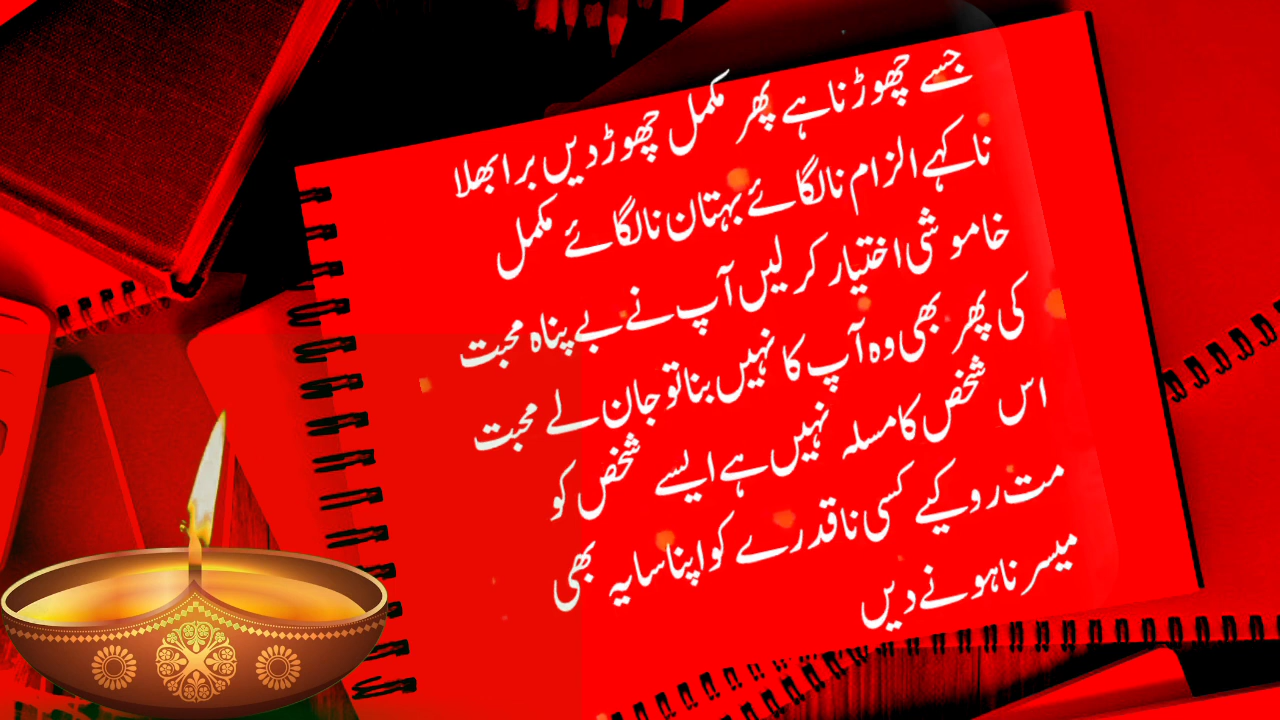 جسے چھوڑنا ہے پھر مکمل چھوڑ دیں برا بھلا
نا کہے الزام نا لگائے بہتان نا لگائے مکمل
خاموشی اختیار کر لیں آپ نے بے پناہ محبت
کی پھر بھی وہ آپ کا نہیں بنا تو جان لے محبت
اس شخص کا مسلہ نہیں ہے ایسے شخص کو
مت روکیے کسی ناقدرے کو اپنا سایہ بھی
میسر نا ہونے دیں